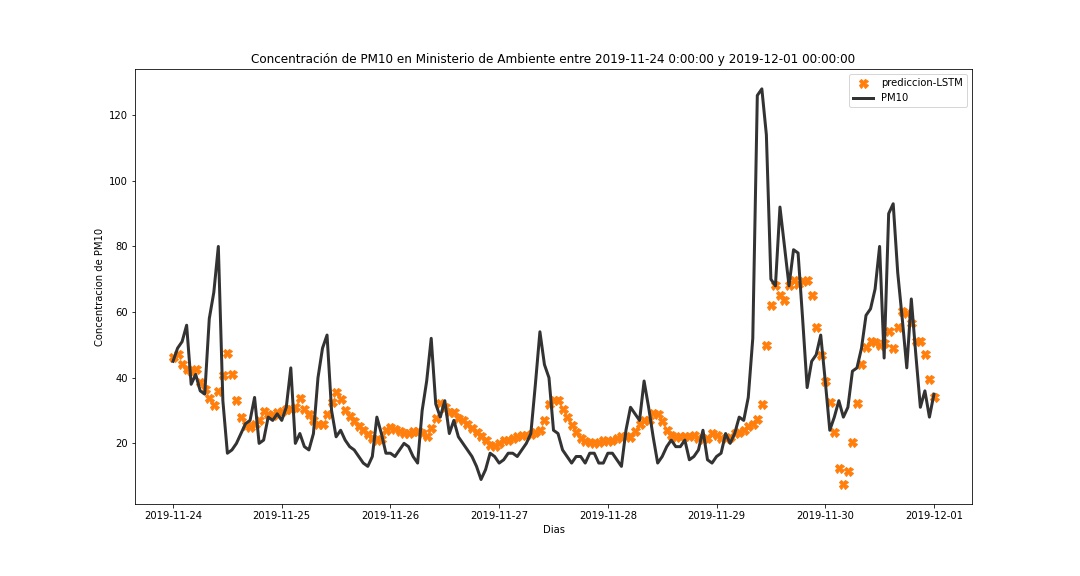 Concentración de PM10 en Ministerio de Ambiente entre 2019-11-24 0:00:00 y 2019-12-01 00:00:00
prediccion-LSTM
PM10
Concentracion de PM10
120
100
80
60
40
20
2019-11-24 2019-11-25 2019-11-26 2019-11-27 2019-11-28 2019-11-29 2019-11-30 2019-12-01
Dias